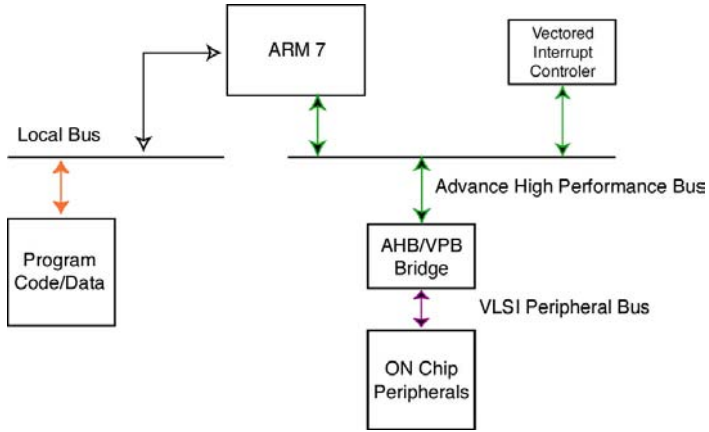 ARM 7
Vectored
Interrupt
Controler
Local Bus
Advance High Performance Bus
Program
Code/Data
AHB/VPB
Bridge
VLSI Peripheral Bus
ON Chip
Peripherals